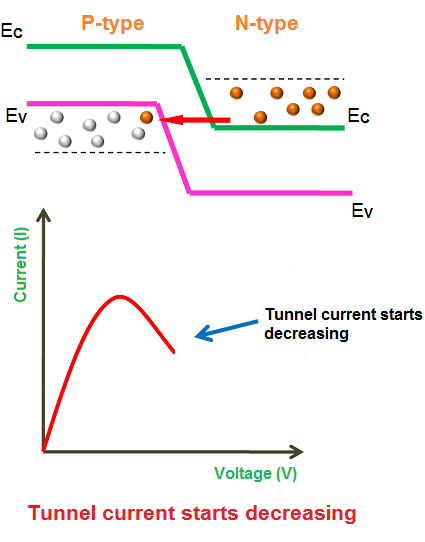 P-type N-type
Ec
Ev Ec
Ev
Current (I)
Tunnel current starts
decreasing
Voltage (V)
Tunnel current starts decreasing